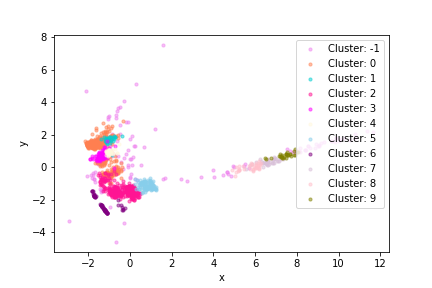 8
6
4
2
0
−2
−4
y
−2
0
2
4
6
8
10
12
x
Cluster: -1
Cluster: 0
Cluster: 1
Cluster: 2
Cluster: 3
Cluster: 4
Cluster: 5
Cluster: 6
Cluster: 7
Cluster: 8
Cluster: 9